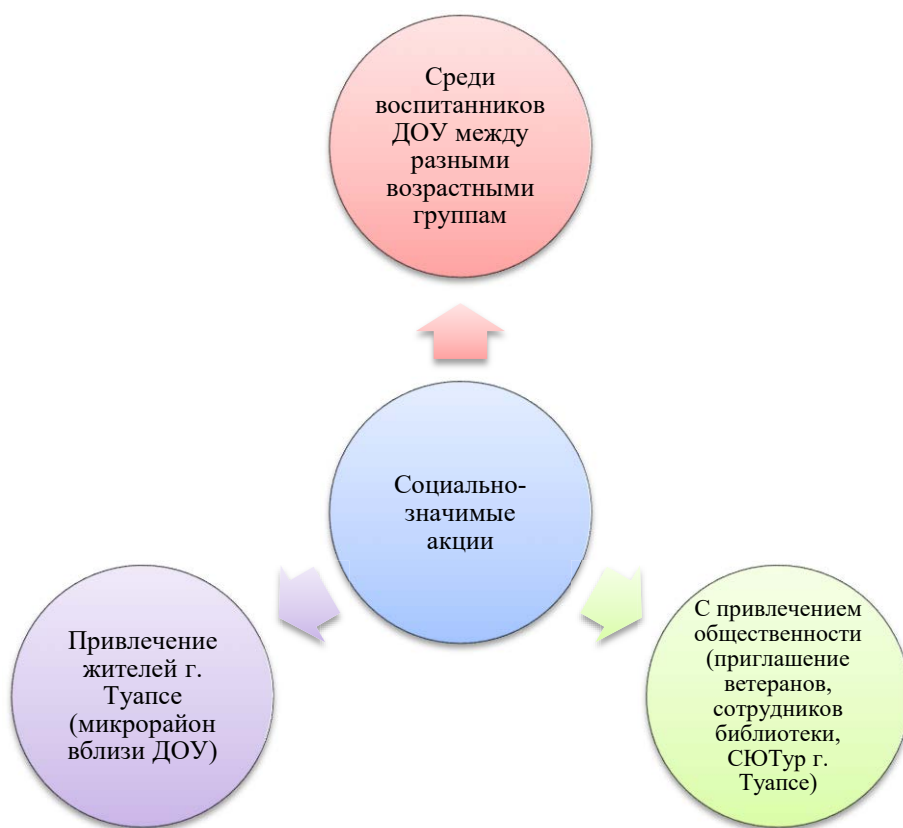 Среди
воспитанников
ДОУ между
разными
возрастными
группам
Социально-
значимые
акции
Привлечение
жителей г.
Туапсе
(микрорайон
вблизи ДОУ)
С привлечением
общественности
(приглашение
ветеранов,
сотрудников
библиотеки,
СЮТур г.
Туапсе)